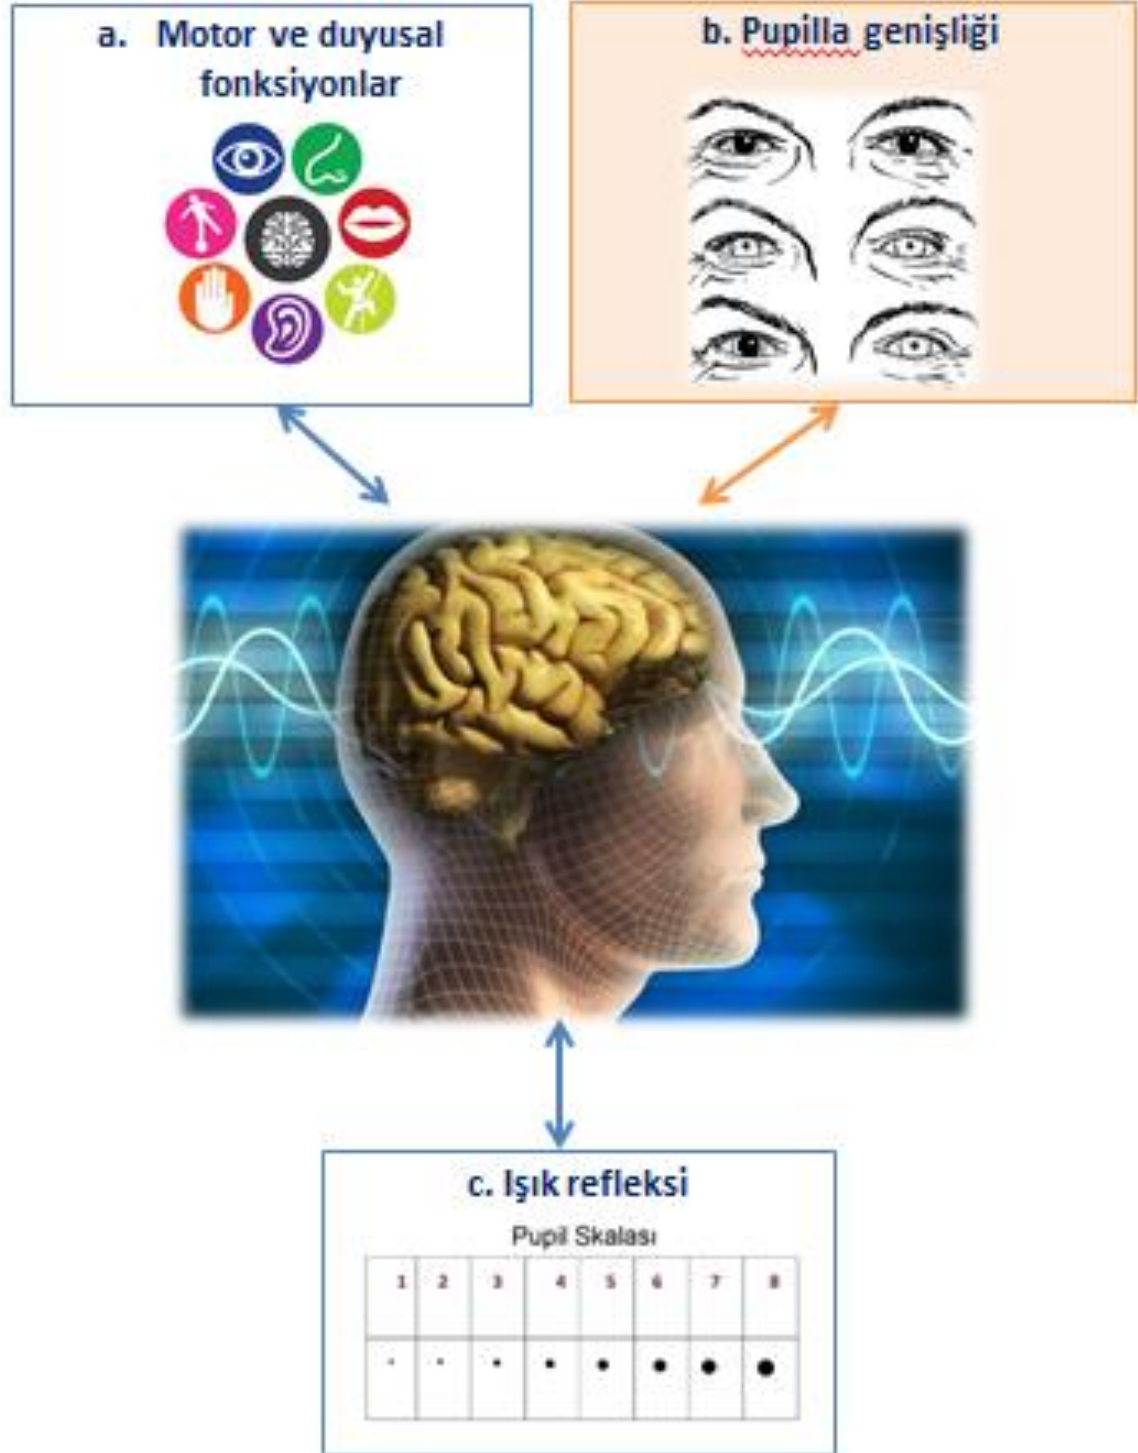 a. Motor ve duyusal
fonksiyonlar
b. Pupilla genişliği
c. Işık refleksi
Pupil Skalası
1 2 3 4 5 6 7 8